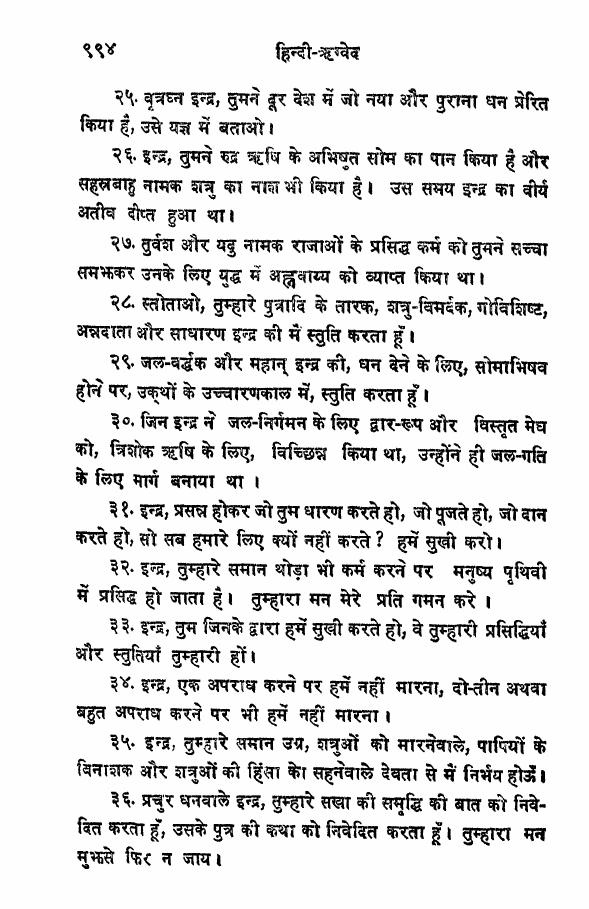 ९९४ हिन्दी-ऋग्वेद
२५. वृत्रघ्न इन्द्र, तुमने दूर देश में जो नया और पुराना धन प्रेरित
किया है, उसे यज्ञ में बताओ।
२६. इन्द्र, तुमने रुद्र ऋषि के अभिषुत सोम का पान किया है और
सहस्रबाहु नामक शत्रु का नाश भी किया है। उस समय इन्द्र का वीर्य
अतीव दीप्त हुआ था।
२७. तुर्वश और यदु नामक राजाओं के प्रसिद्ध कर्म को तुमने सच्चा
समझकर उनके लिए युद्ध में अह्नवाय्य को व्याप्त किया था।
२८. स्तोताओ, तुम्हारे पुत्रादि के तारक, शत्रु-विमर्दक, गोविशिष्ट,
अन्नदाता और साधारण इन्द्र की मैं स्तुति करता हूँ।
२९. जल-वर्द्धक और महान् इन्द्र की, धन देने के लिए, सोमाभिषव
होने पर, उक्थों के उच्चारणकाल में, स्तुति करता हूँ।
३०. जिन इन्द्र ने जल-निर्गमन के लिए द्वार-रूप और विस्तृत मेघ
को, त्रिशोक ऋषि के लिए, विच्छिन्न किया था, उन्होंने ही जल-गति
के लिए मार्ग बनाया था ।
३१. इन्द्र, प्रसन्न होकर जो तुम धारण करते हो, जो पूजते हो, जो दान
करते हो, सो सब हमारे लिए क्यों नहीं करते? हमें सुखी करो।
३२. इन्द्र, तुम्हारे समान थोड़ा भी कर्म करने पर मनुष्य पृथिवी
में प्रसिद्ध हो जाता है। तुम्हारा मन मेरे प्रति गमन करे ।
३३. इन्द्र, तुम जिनके द्वारा हमें सुखी करते हो, वे तुम्हारी प्रसिद्धियाँ
और स्तुतियाँ तुम्हारी हों।
३४. इन्द्र, एक अपराध करने पर हमें नहीं मारना, दो-तीन अथवा
बहुत अपराध करने पर भी हमें नहीं मारना।
३५. इन्द्र, तुम्हारे समान उग्र, शत्रुओं को मारनेवाले, पापियों के
विनाशक और शत्रुओं की हिंसा को सहनेवाले देवता से मैं निर्भय होऊँ।
३६. प्रचुर धनवाले इन्द्र, तुम्हारे सखा की समृद्धि की बात को निवे-
दित करता हूँ, उसके पुत्र की कथा को निवेदित करता हूँ। तुम्हारा मन
मुझसे फिर न जाय।